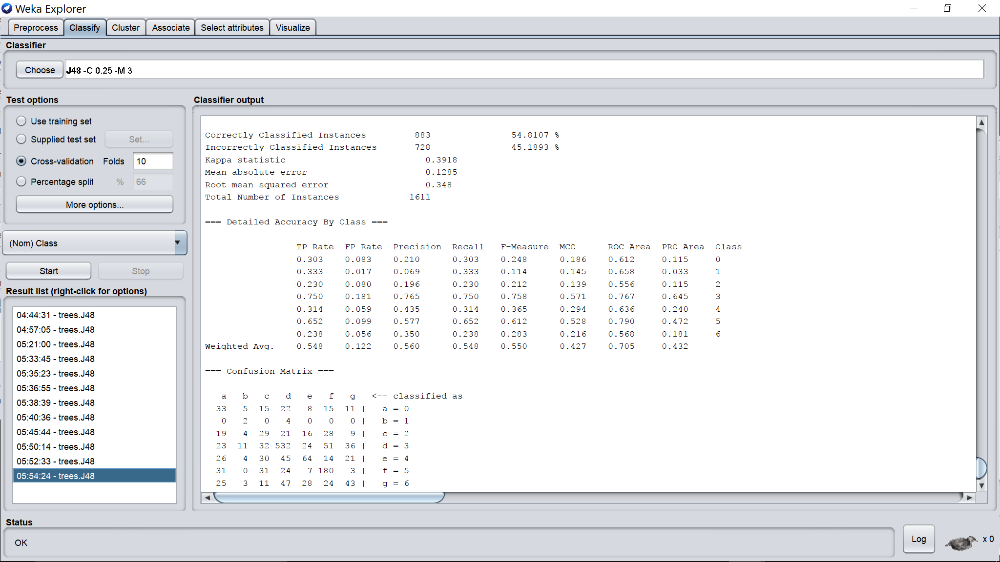 Weka Explorer
Preprocess Classify Cluster Associate Select attributes Visualize
Classifier
Choose J48 -C 0.25 -M 3
Test options
Use training set
Supplied test set Set...
Cross-validation Folds 10
Percentage split % 66
More options...
(Nom) Class
Start Stop
Result list (right-click for options)
04:44:31 - trees.J48
04:57:05 - trees.J48
05:21:00 - trees.J48
05:33:45 - trees.J48
05:35:23 - trees.J48
05:36:55 - trees.J48
05:38:39 - trees.J48
05:40:36 - trees.J48
05:45:44 - trees.J48
05:50:14 - trees.J48
05:52:33 - trees.J48
05:54:24 - trees.J48
Classifier output
Correctly Classified Instances 883 54.8107 %
Incorrectly Classified Instances 728 45.1893 %
Kappa statistic 0.3918
Mean absolute error 0.1285
Root mean squared error 0.348
Total Number of Instances 1611
=== Detailed Accuracy By Class ===
TP Rate FP Rate Precision Recall F-Measure MCC ROC Area PRC Area Class
0.303 0.083 0.210 0.303 0.248 0.186 0.612 0.115 0
0.333 0.017 0.069 0.333 0.114 0.145 0.658 0.033 1
0.230 0.080 0.196 0.230 0.212 0.139 0.556 0.115 2
0.750 0.181 0.765 0.750 0.758 0.571 0.767 0.645 3
0.314 0.059 0.435 0.314 0.365 0.294 0.636 0.240 4
0.652 0.099 0.577 0.652 0.612 0.528 0.790 0.472 5
0.238 0.056 0.350 0.238 0.283 0.216 0.568 0.181 6
Weighted Avg. 0.548 0.122 0.560 0.548 0.550 0.427 0.705 0.432
=== Confusion Matrix ===
a b c d e f g <-- classified as
33 5 15 22 8 15 11 | a = 0
0 2 0 4 0 0 0 | b = 1
19 4 29 21 16 28 9 | c = 2
23 11 32 532 24 51 36 | d = 3
26 4 30 45 64 14 21 | e = 4
31 0 31 24 7 180 3 | f = 5
25 3 11 47 28 24 43 | g = 6
Status
OK
Log x 0